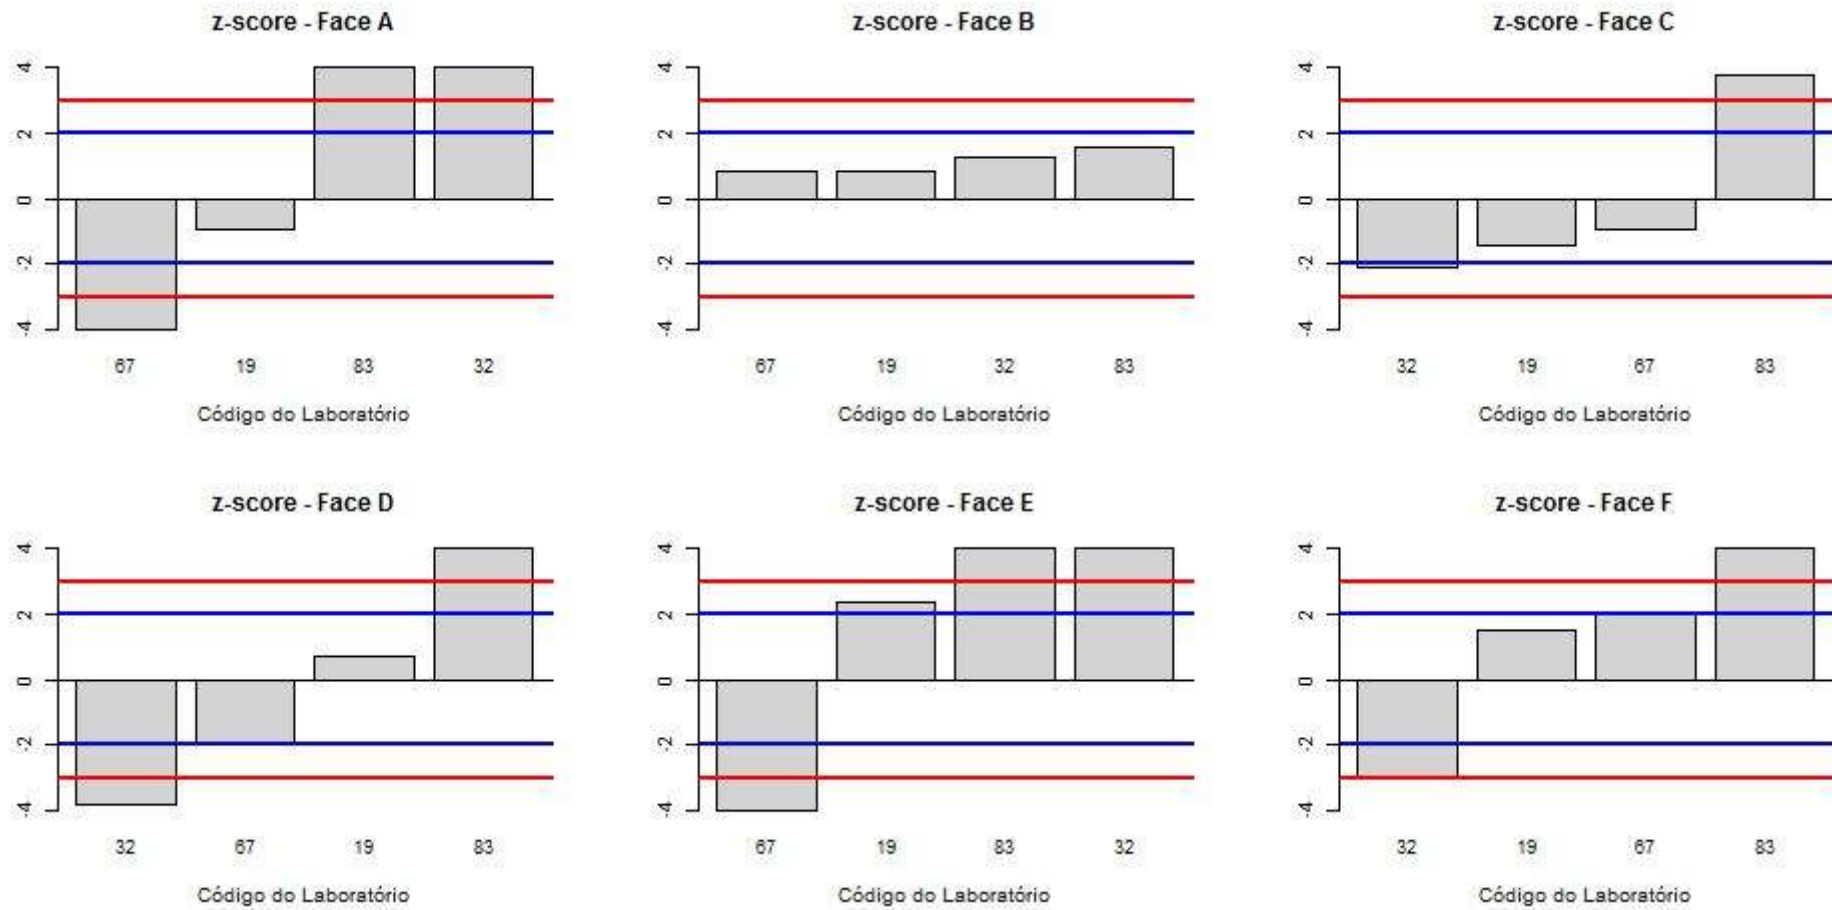 z-score - Face A
4
2
0
-2
-4
67 19 83 32
Código do Laboratório
z-score - Face B
4
2
0
-2
-4
67 19 32 83
Código do Laboratório
z-score - Face C
4
2
0
-2
-4
32 19 67 83
Código do Laboratório
z-score - Face D
4
2
0
-2
-4
32 67 19 83
Código do Laboratório
z-score - Face E
4
2
0
-2
-4
67 19 83 32
Código do Laboratório
z-score - Face F
4
2
0
-2
-4
32 19 67 83
Código do Laboratório